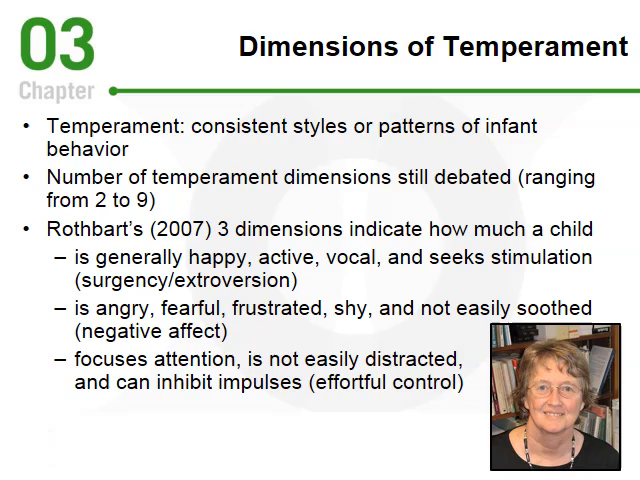 03
Chapter
Dimensions of Temperament
• Temperament: consistent styles or patterns of infant
behavior
• Number of temperament dimensions still debated (ranging
from 2 to 9)
• Rothbart's (2007) 3 dimensions indicate how much a child
– is generally happy, active, vocal, and seeks stimulation
(surgency/extroversion)
– is angry, fearful, frustrated, shy, and not easily soothed
(negative affect)
– focuses attention, is not easily distracted,
and can inhibit impulses (effortful control)